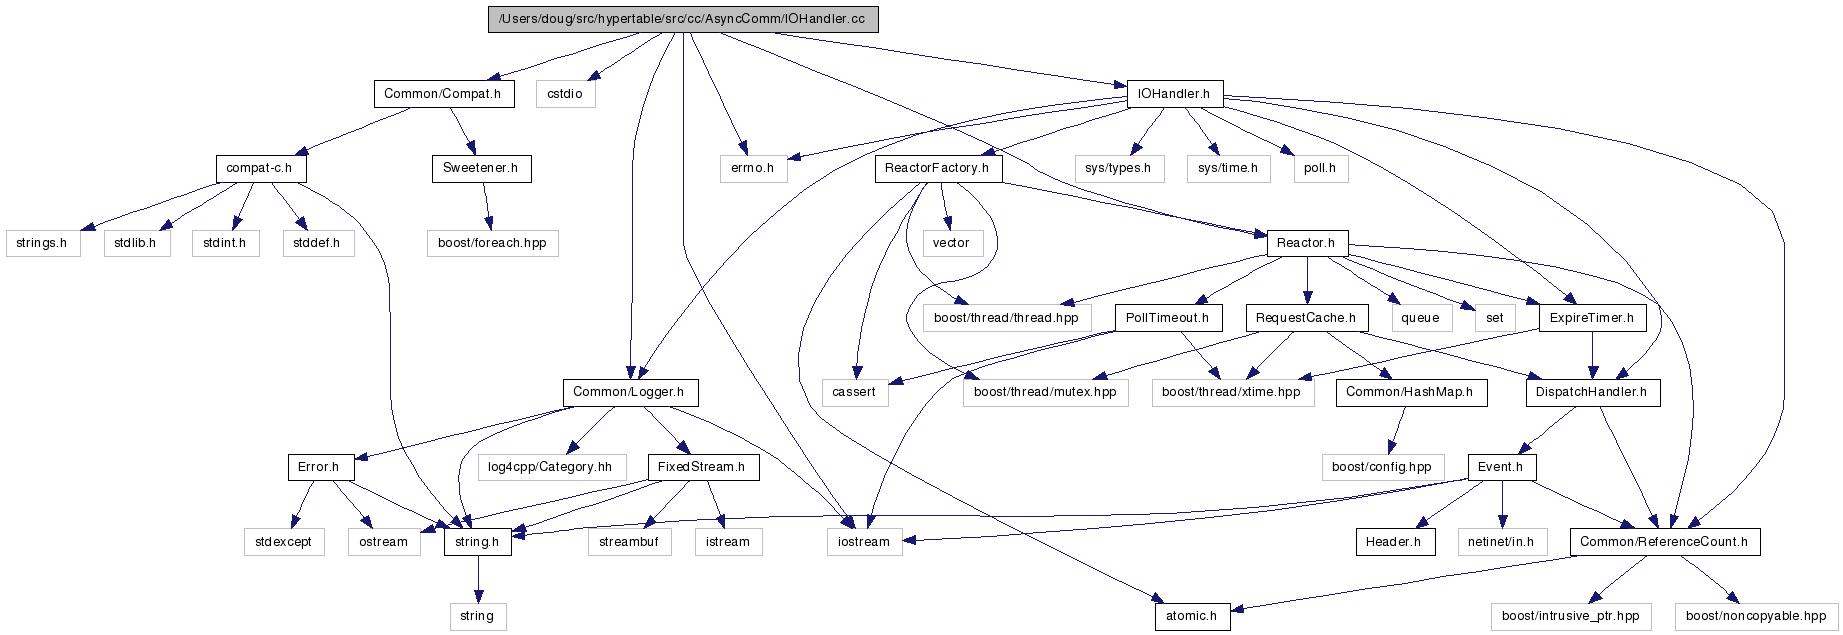 /Users/doug/src/hypertable/src/cc/AsyncComm/IOHandler.cc
Common/Compat.h
cstdio
IOHandler.h
compat-c.h
Sweetener.h
errno.h
ReactorFactory.h
sys/types.h
sys/time.h
poll.h
strings.h
stdlib.h
stdint.h
stddef.h
boost/foreach.hpp
vector
Reactor.h
boost/thread/thread.hpp
PollTimeout.h
RequestCache.h
queue
set
ExpireTimer.h
Common/Logger.h
cassert
boost/thread/mutex.hpp
boost/thread/xtime.hpp
Common/HashMap.h
DispatchHandler.h
Error.h
log4cpp/Category.hh
FixedStream.h
boost/config.hpp
Event.h
stdexcept
ostream
string.h
streambuf
istream
iostream
Header.h
netinet/in.h
Common/ReferenceCount.h
string
atomic.h
boost/intrusive_ptr.hpp
boost/noncopyable.hpp